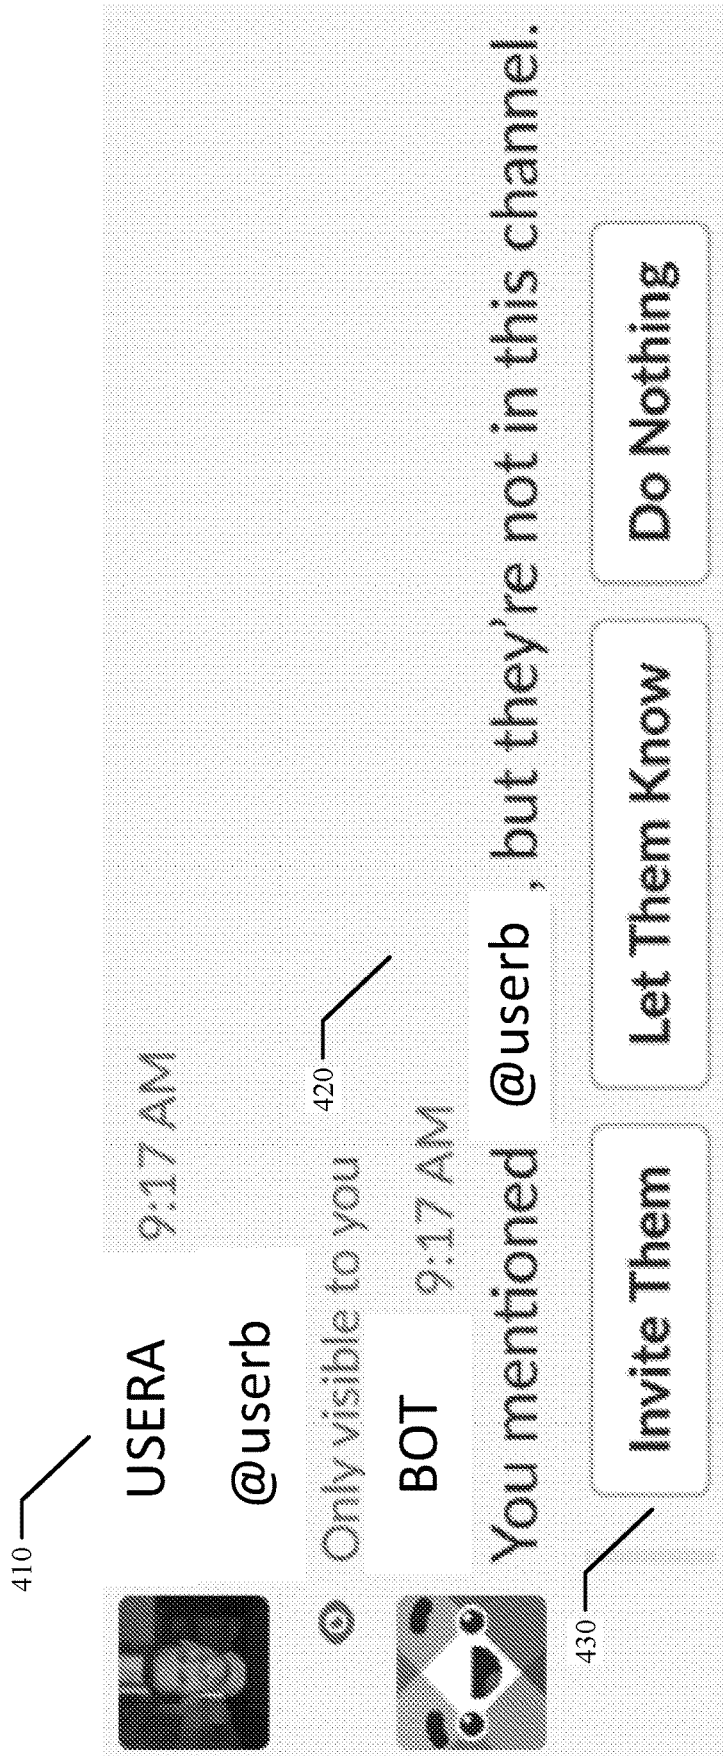 410
USERA 9:17 AM
@userb
420
Only visible to you
BOT 9:17 AM
You mentioned @userb, but they're not in this channel.
430
Invite Them
Let Them Know
Do Nothing